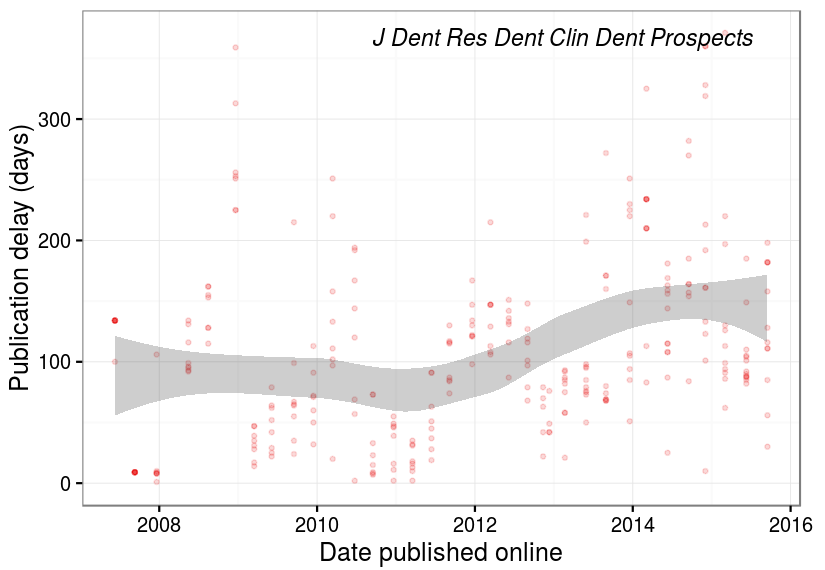 J Dent Res Dent Clin Dent Prospects
Publication delay (days)
300
200
100
0
2008 2010 2012 2014 2016
Date published online